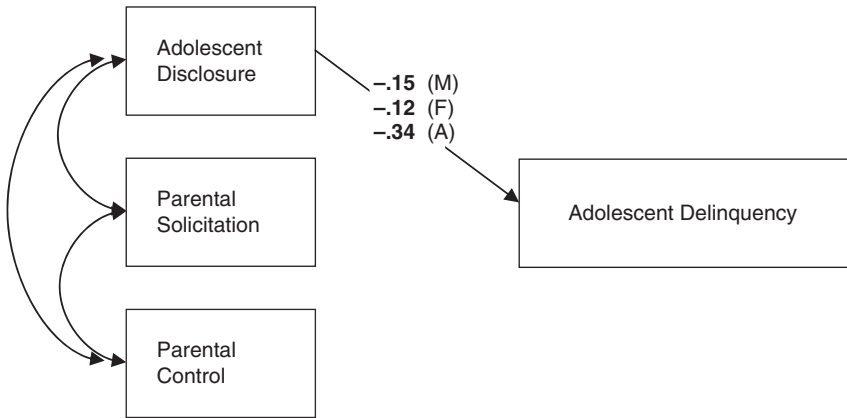 Adolescent
Disclosure
–.15 (M)
–.12 (F)
–.34 (A)
Parental
Solicitation
Adolescent Delinquency
Parental
Control